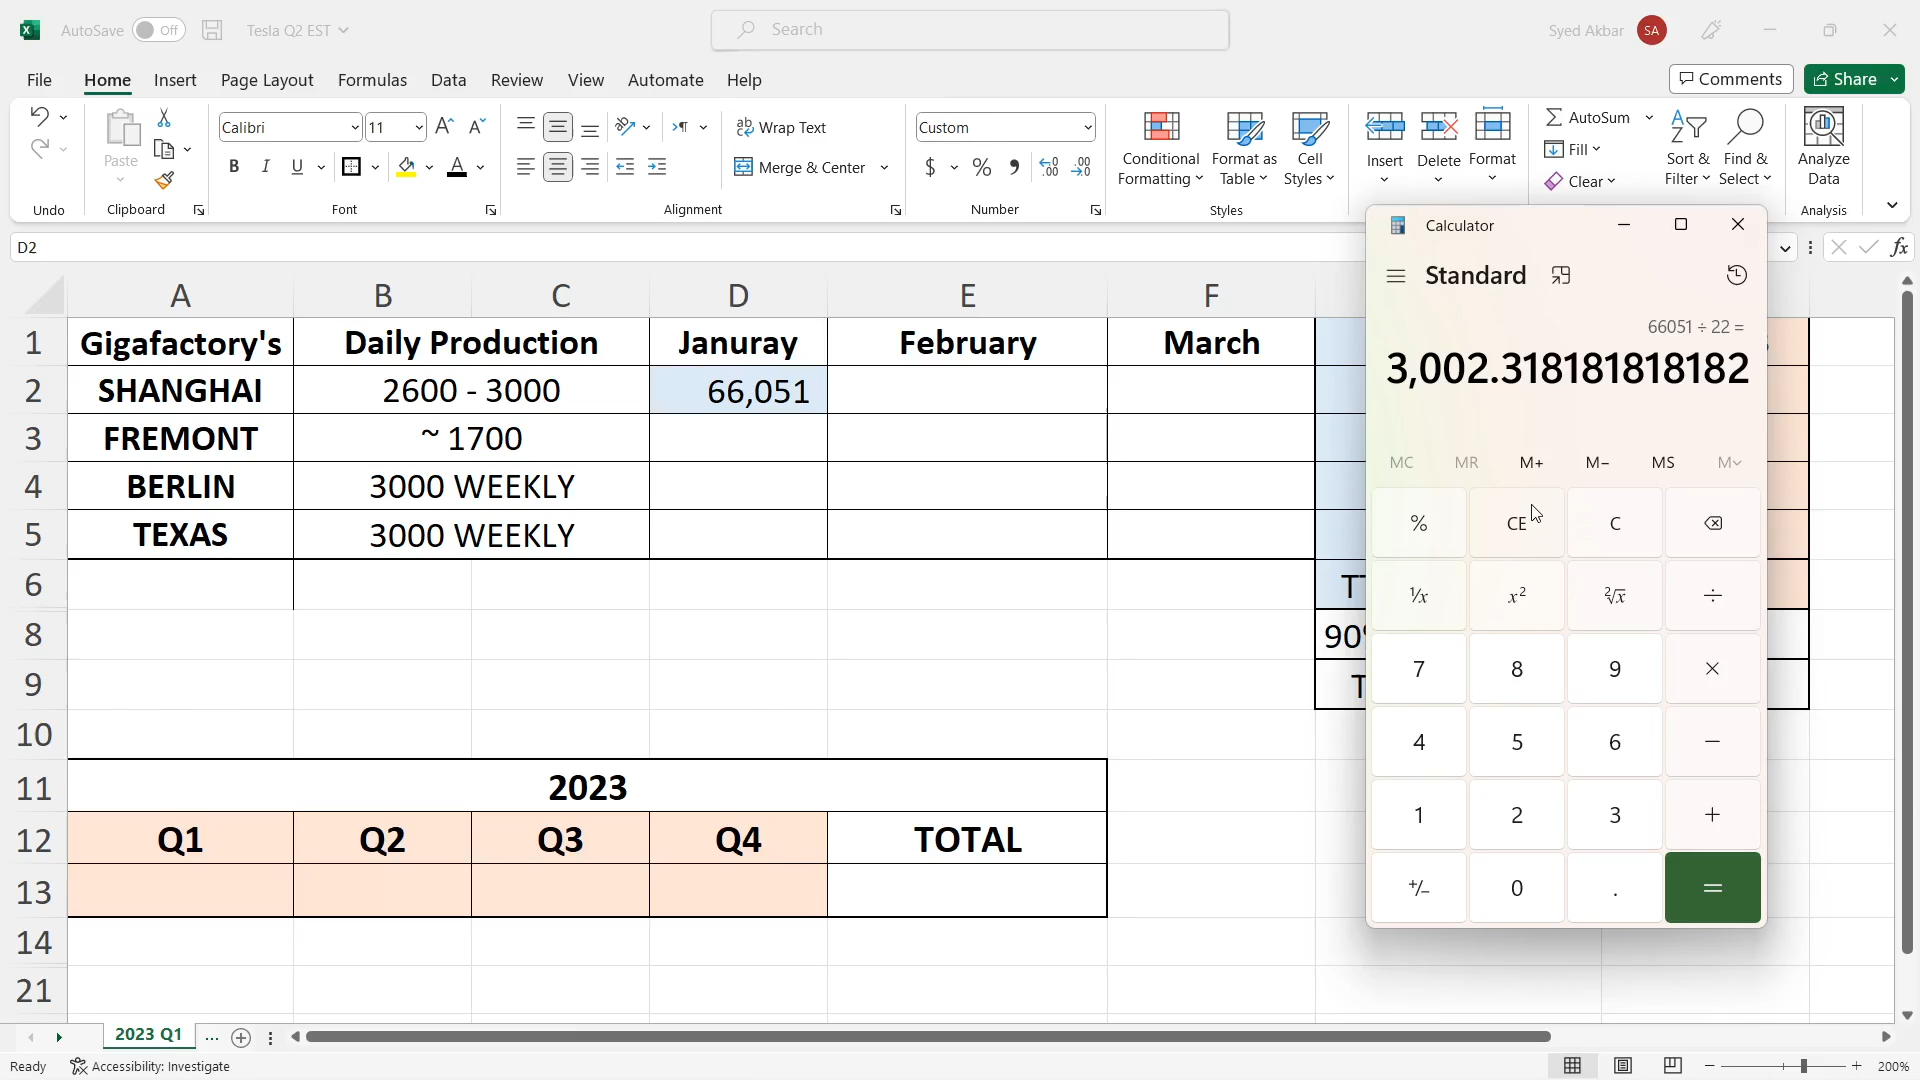 AutoSave Off Tesla Q2 EST Search Syed Akbar SA
File Home Insert Page Layout Formulas Data Review View Automate Help Comments Share
Paste Calibri 11 Wrap Text Custom Conditional Formatting Format as Table Cell Styles Insert Delete Format AutoSum Fill Clear Sort & Filter Find & Select Analyze Data
B I U A Merge & Center $ %
Undo Clipboard Font Alignment Number Styles Analysis
D2 fx
A B C D E F
1 Gigafactory's Daily Production Januray February March
2 SHANGHAI 2600 - 3000 66,051
3 FREMONT ~ 1700
4 BERLIN 3000 WEEKLY
5 TEXAS 3000 WEEKLY
6
8 90
9 T
10
11 2023
12 Q1 Q2 Q3 Q4 TOTAL
13
14
21
Calculator
Standard
66051 ÷ 22 =
3,002.318181818182
MC MR M+ M− MS M
% CE C
¹/x x² ²√x ÷
7 8 9 ×
4 5 6 −
1 2 3 +
+/− 0 . =
2023 Q1 ...
Ready Accessibility: Investigate − + 200%